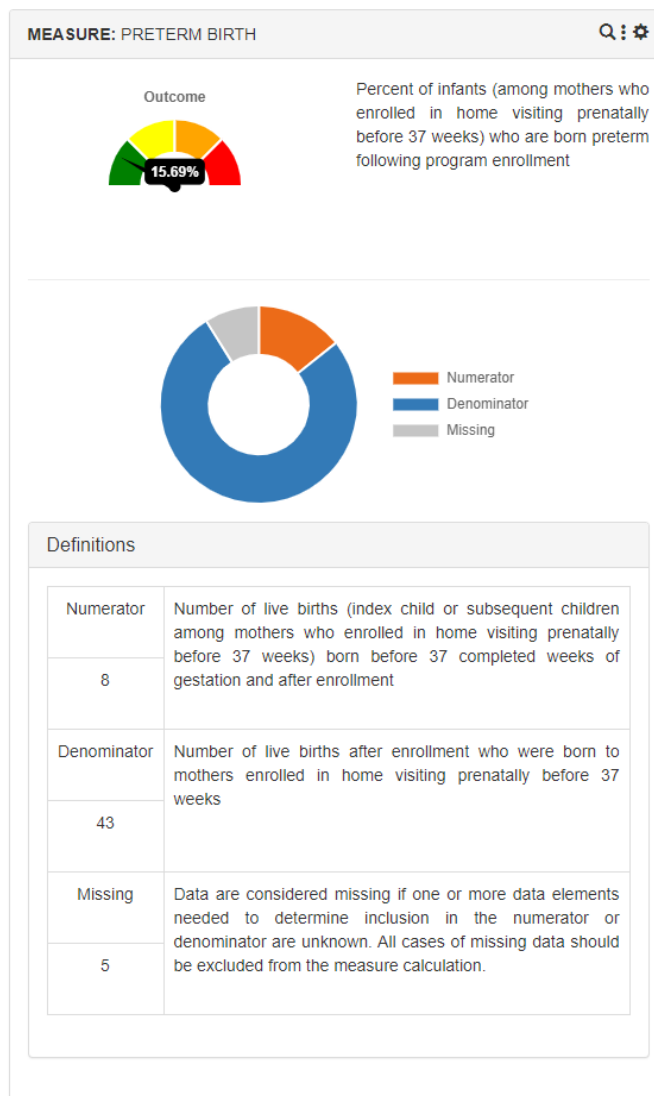 MEASURE: PRETERM BIRTH
Outcome
15.69%
Percent of infants (among mothers who
enrolled in home visiting prenatally
before 37 weeks) who are born preterm
following program enrollment
Numerator
Denominator
Missing
Definitions
Numerator
8
Number of live births (index child or subsequent children
among mothers who enrolled in home visiting prenatally
before 37 weeks) born before 37 completed weeks of
gestation and after enrollment
Denominator
43
Number of live births after enrollment who were born to
mothers enrolled in home visiting prenatally before 37
weeks
Missing
5
Data are considered missing if one or more data elements
needed to determine inclusion in the numerator or
denominator are unknown. All cases of missing data should
be excluded from the measure calculation.